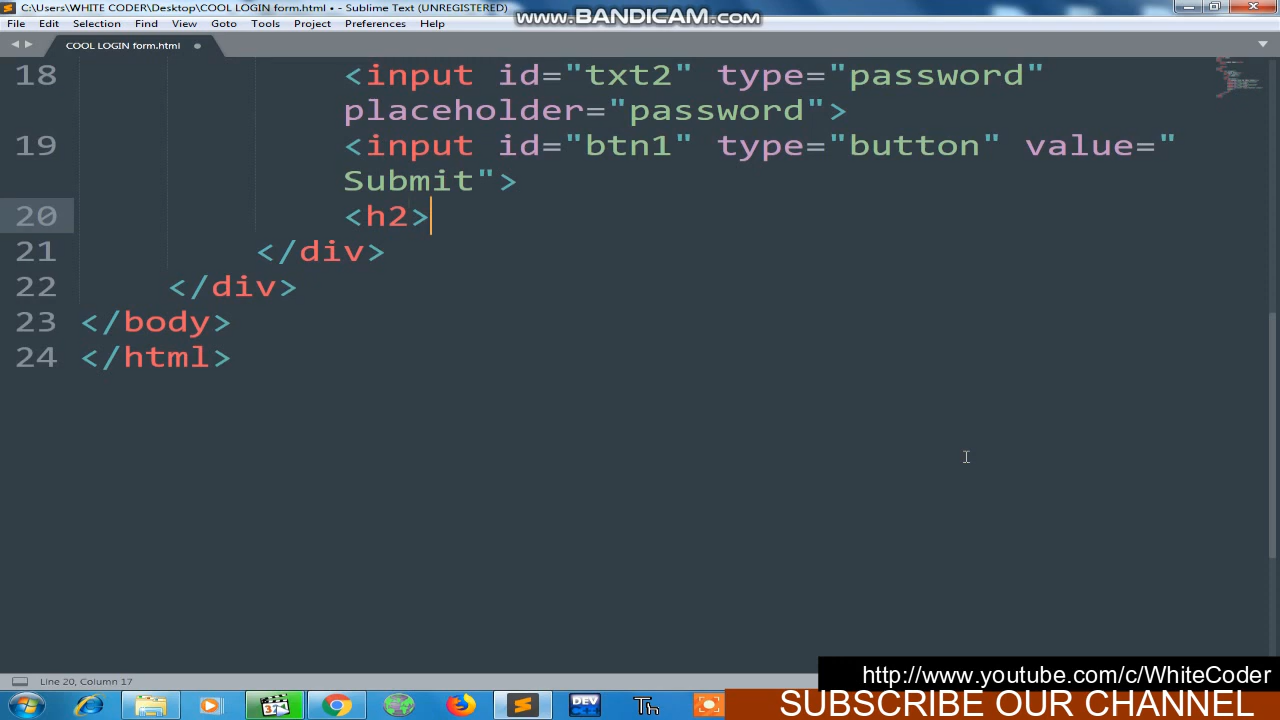 C:\Users\WHITE CODER\Desktop\COOL LOGIN form.html • - Sublime Text (UNREGISTERED)
www.BANDICAM.com
File Edit Selection Find View Goto Tools Project Preferences Help
COOL LOGIN form.html
18 <input id="txt2" type="password"
placeholder="password">
19 <input id="btn1" type="button" value="
Submit">
20 <h2>
21 </div>
22 </div>
23 </body>
24 </html>
Line 20, Column 17
http://www.youtube.com/c/WhiteCoder
DEV
C++
Th
SUBSCRIBE OUR CHANNEL